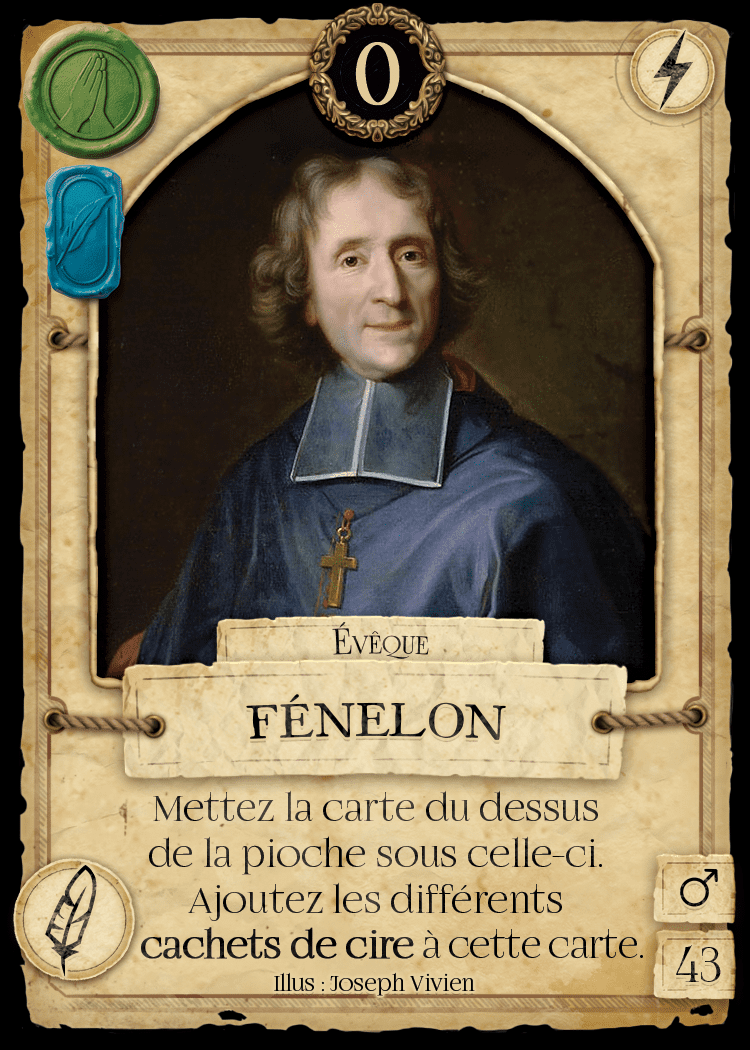 0
Évêque
FÉNELON
Mettez la carte du dessus
de la pioche sous celle-ci.
Ajoutez les différents
cachets de cire à cette carte.
Illus : Joseph Vivien
♂
43